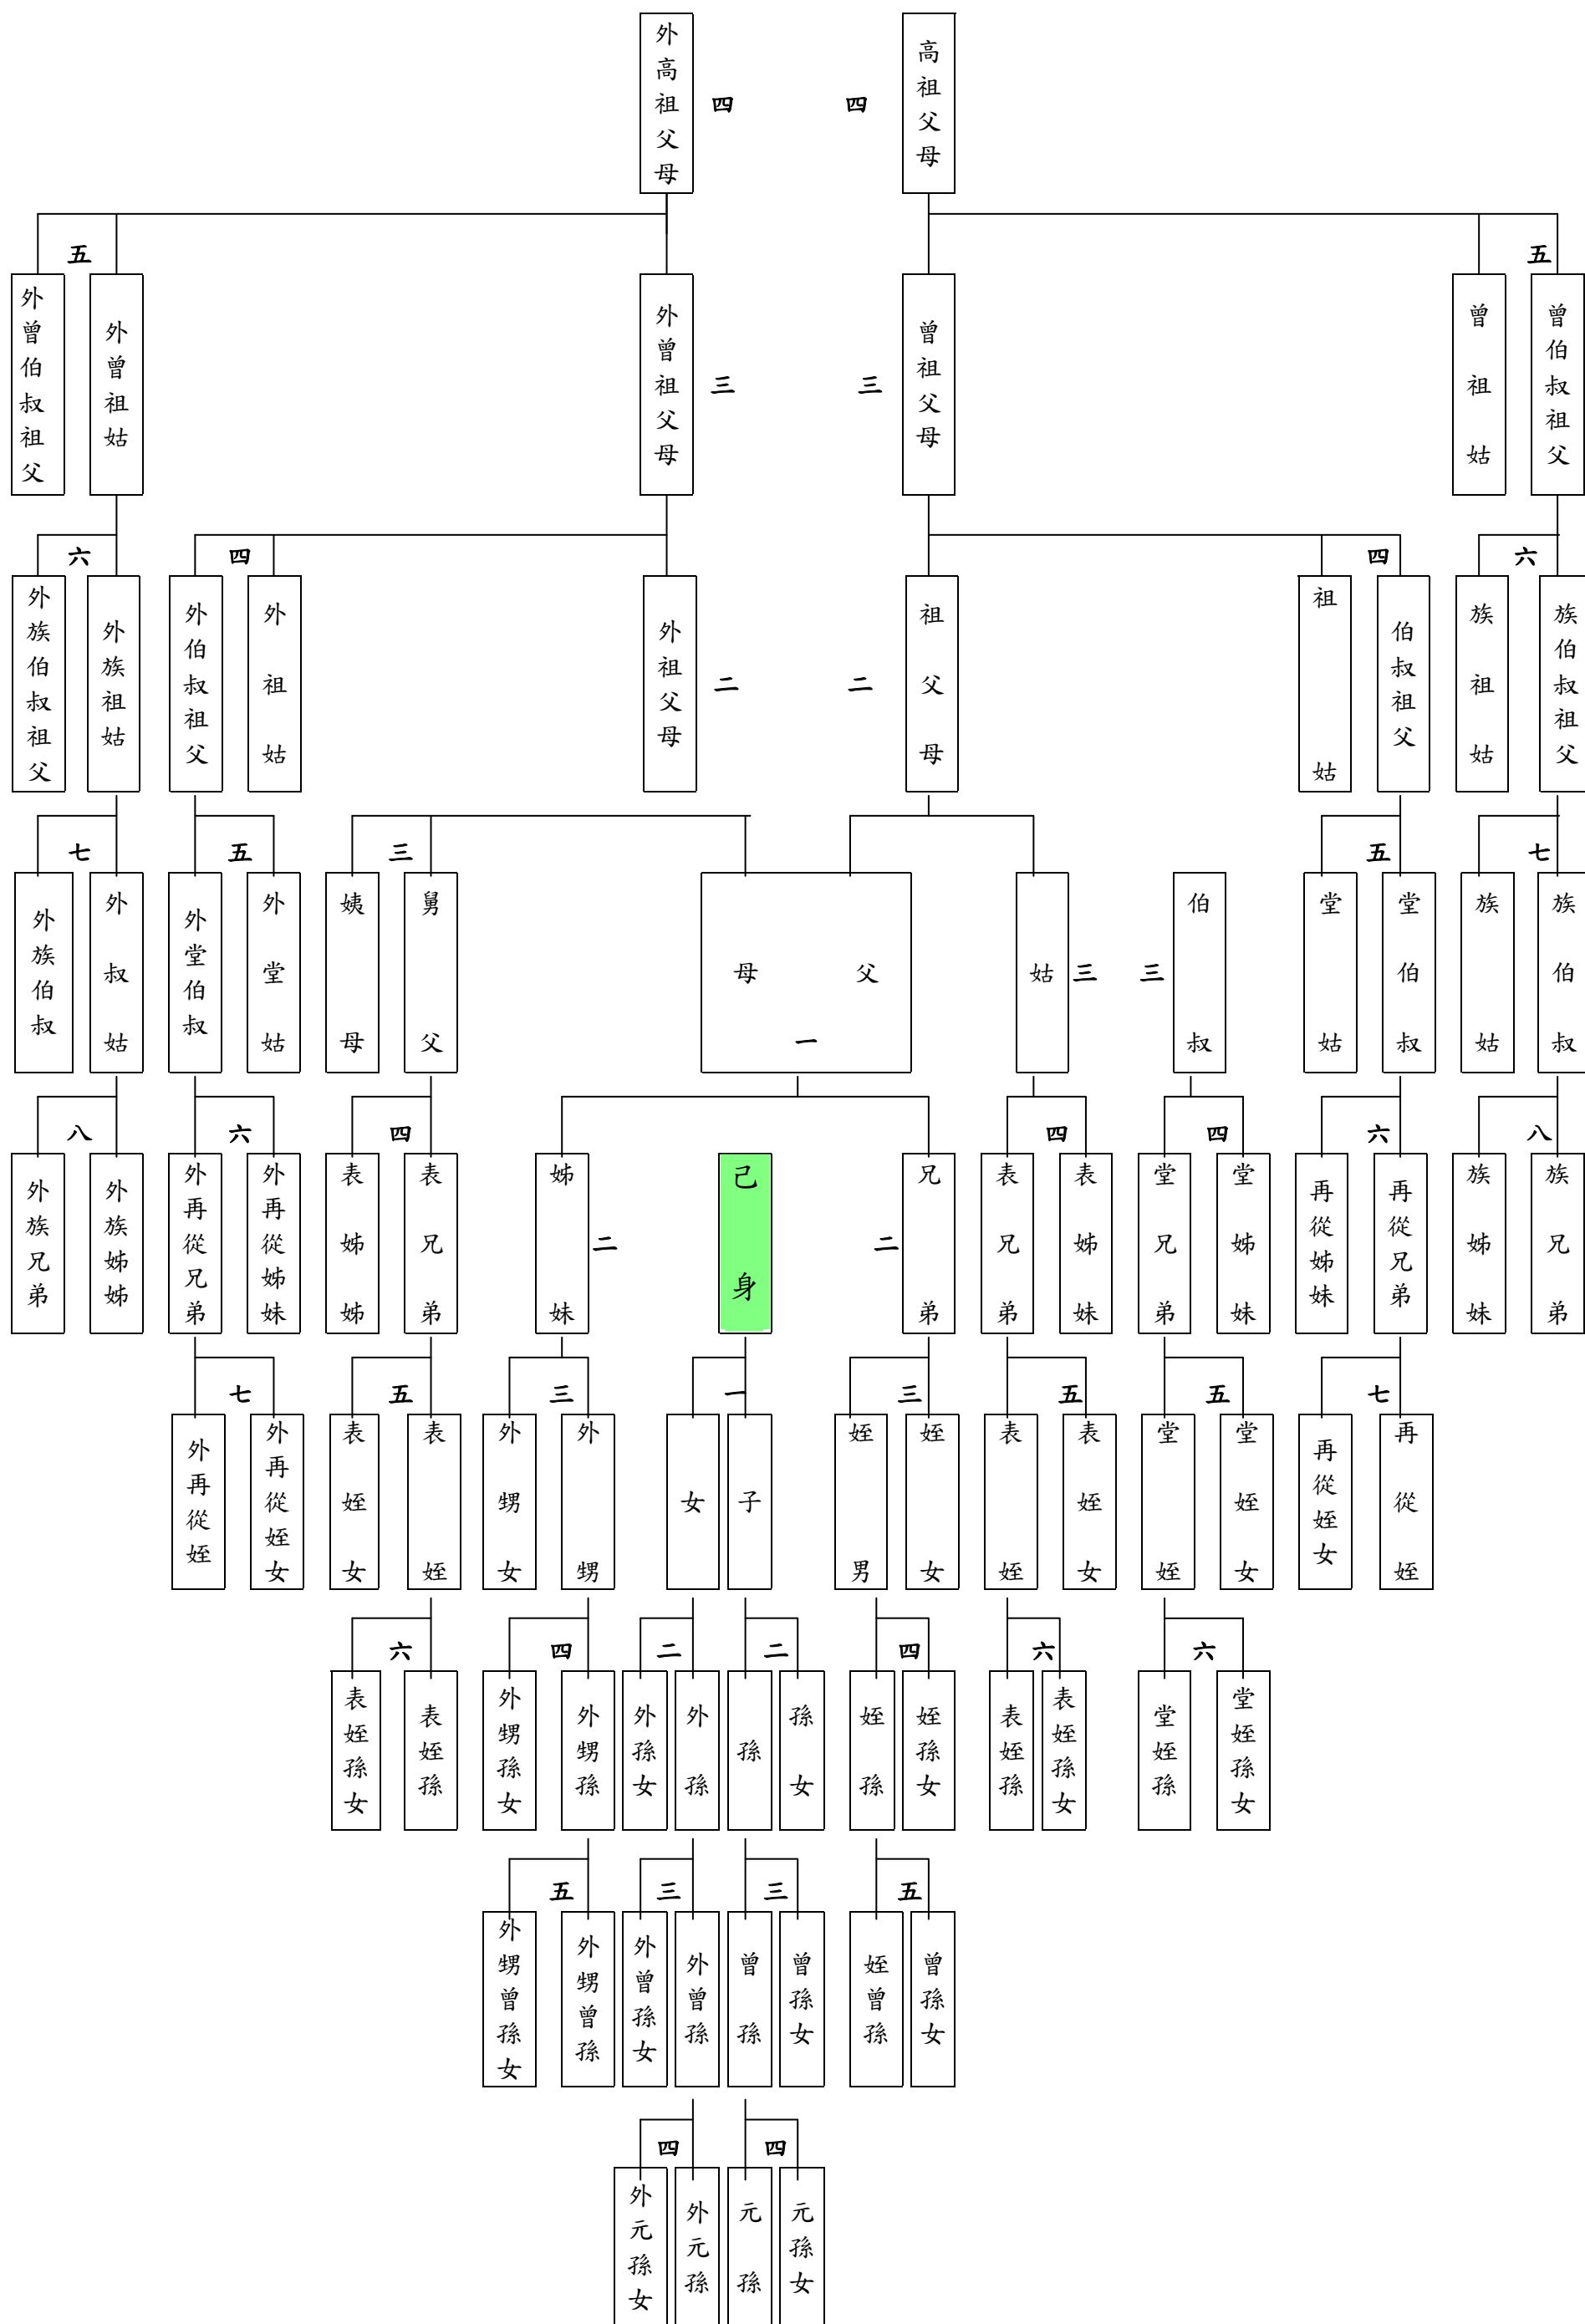 外高祖父母
四
四
高祖父母
五
五
外曾伯叔祖父
外曾祖姑
外曾祖父母
三
三
曾祖父母
曾祖姑
曾伯叔祖父
六
四
四
六
外族伯叔祖父
外族祖姑
外伯叔祖父
外祖姑
外祖父母
二
二
祖父母
祖姑
伯叔祖父
族祖姑
族伯叔祖父
七
五
三
五
七
外族伯叔
外叔姑
外堂伯叔
外堂姑
姨母
舅父
母
父
一
姑
三
三
伯叔
堂姑
堂伯叔
族姑
族伯叔
八
六
四
四
四
六
八
外族兄弟
外族姊姊
外再從兄弟
外再從姊妹
表姊姊
表兄弟
姊妹
二
己身
二
兄弟
表兄弟
表姊妹
堂兄弟
堂姊妹
再從姊妹
再從兄弟
族姊妹
族兄弟
七
五
三
一
三
五
五
七
外再從姪
外再從姪女
表姪女
表姪
外甥女
外甥
女
子
姪男
姪女
表姪
表姪女
堂姪
堂姪女
再從姪女
再從姪
六
四
二
二
四
六
六
表姪孫女
表姪孫
外甥孫女
外甥孫
外孫女
外孫
孫
孫女
姪孫
姪孫女
表姪孫
表姪孫女
堂姪孫
堂姪孫女
五
三
三
五
外甥曾孫女
外甥曾孫
外曾孫女
外曾孫
曾孫
曾孫女
姪曾孫
曾孫女
四
四
外元孫女
外元孫
元孫
元孫女